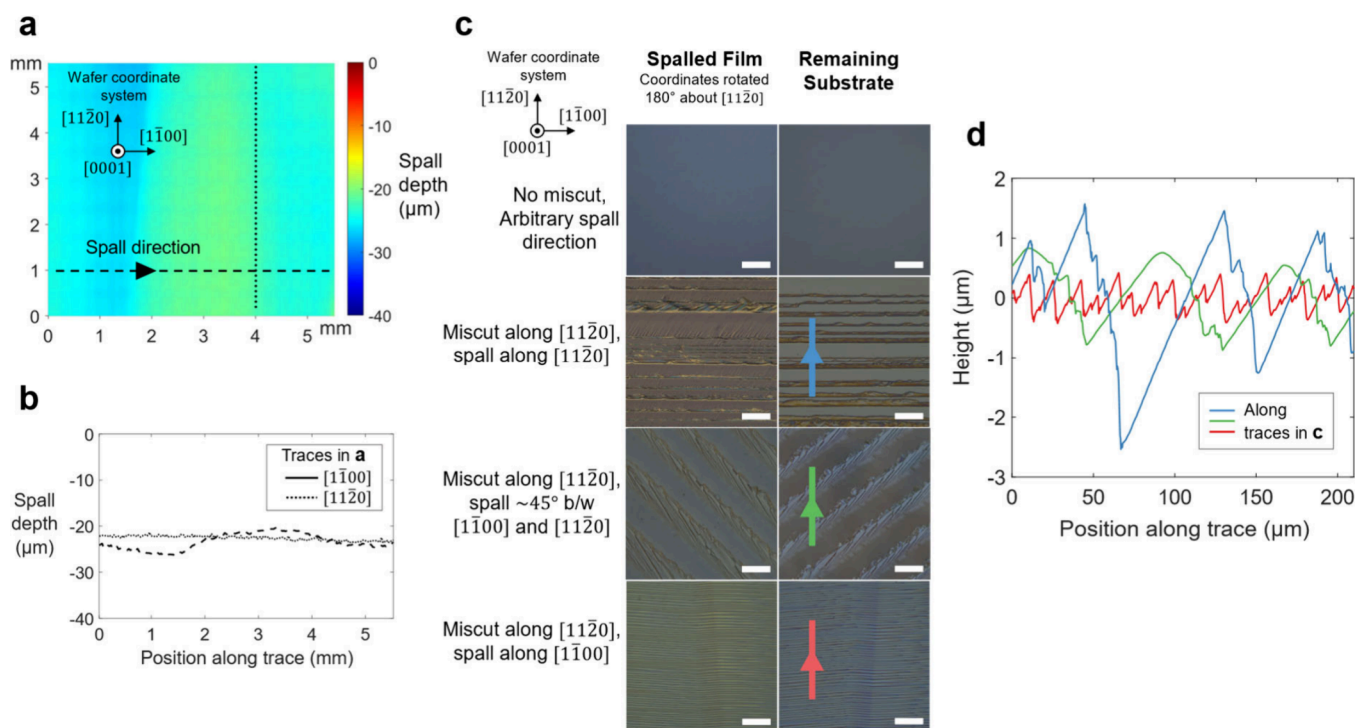 a
mm
5
4
3
2
1
0
0 1 2 3 4 5 mm
Wafer coordinate
system
[112̅0]
[11̅00]
[0001]
Spall direction
0
-10
-20
-30
-40
Spall
depth
(µm)
b
Spall
depth
(µm)
0
-10
-20
-30
-40
0 1 2 3 4 5
Position along trace (mm)
Traces in a
[11̅00]
[112̅0]
c
Wafer coordinate
system
[112̅0]
[11̅00]
[0001]
Spalled Film
Coordinates rotated
180° about [112̅0]
Remaining
Substrate
No miscut,
Arbitrary spall
direction
Miscut along [112̅0],
spall along [112̅0]
Miscut along [112̅0],
spall ~45° b/w
[11̅00] and [112̅0]
Miscut along [112̅0],
spall along [11̅00]
d
Height (µm)
2
1
0
-1
-2
-3
0 50 100 150 200
Position along trace (µm)
Along
traces in c